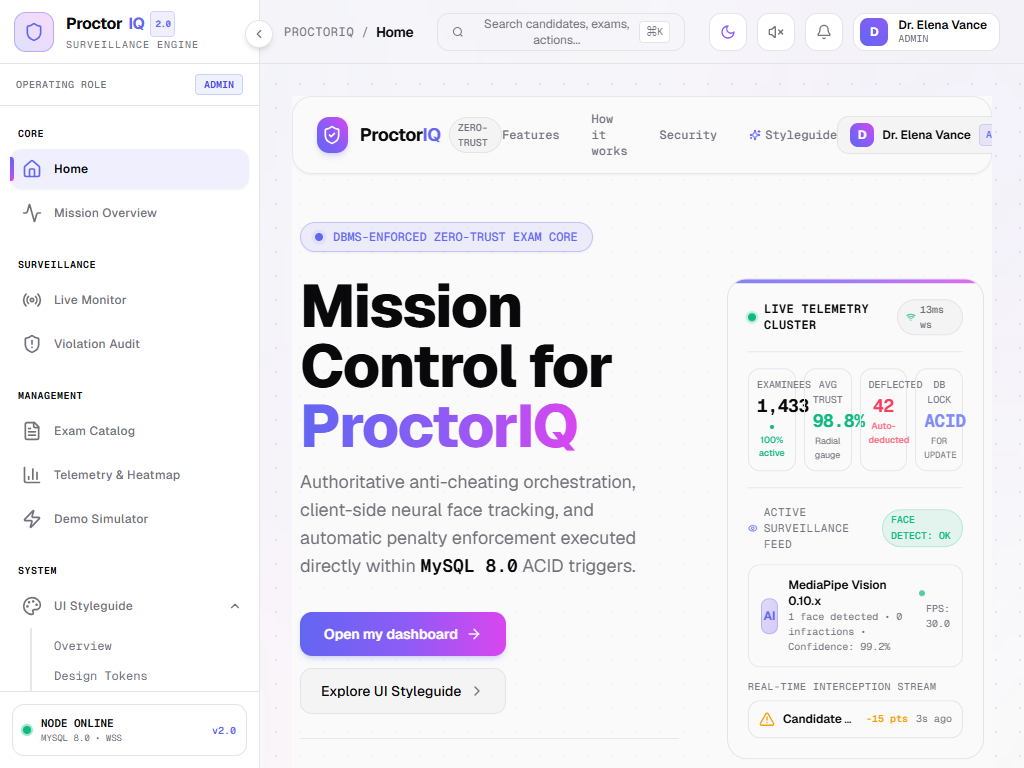 Proctor IQ 2.0
SURVEILLANCE ENGINE
OPERATING ROLE ADMIN
CORE
Home
Mission Overview
SURVEILLANCE
Live Monitor
Violation Audit
MANAGEMENT
Exam Catalog
Telemetry & Heatmap
Demo Simulator
SYSTEM
UI Styleguide
Overview
Design Tokens
NODE ONLINE
MYSQL 8.0 • WSS
v2.0
PROCTORIQ / Home
Search candidates, exams,
actions...
⌘K
D
Dr. Elena Vance
ADMIN
ProctorIQ
ZERO-
TRUST
Features
How
it
works
Security
Styleguide
D Dr. Elena Vance
DBMS-ENFORCED ZERO-TRUST EXAM CORE
Mission
Control for
ProctorIQ
Authoritative anti-cheating orchestration,
client-side neural face tracking, and
automatic penalty enforcement executed
directly within MySQL 8.0 ACID triggers.
Open my dashboard
Explore UI Styleguide
LIVE TELEMETRY
CLUSTER
13ms
ws
EXAMINEES
1,433
•
100%
active
AVG
TRUST
98.8%
Radial
gauge
DEFLECTED
42
Auto-
deducted
DB
LOCK
ACID
FOR
UPDATE
ACTIVE
SURVEILLANCE
FEED
FACE
DETECT: OK
AI
MediaPipe Vision
0.10.x
1 face detected • 0
infractions •
Confidence: 99.2%
FPS:
30.0
REAL-TIME INTERCEPTION STREAM
Candidate … -15 pts 3s ago